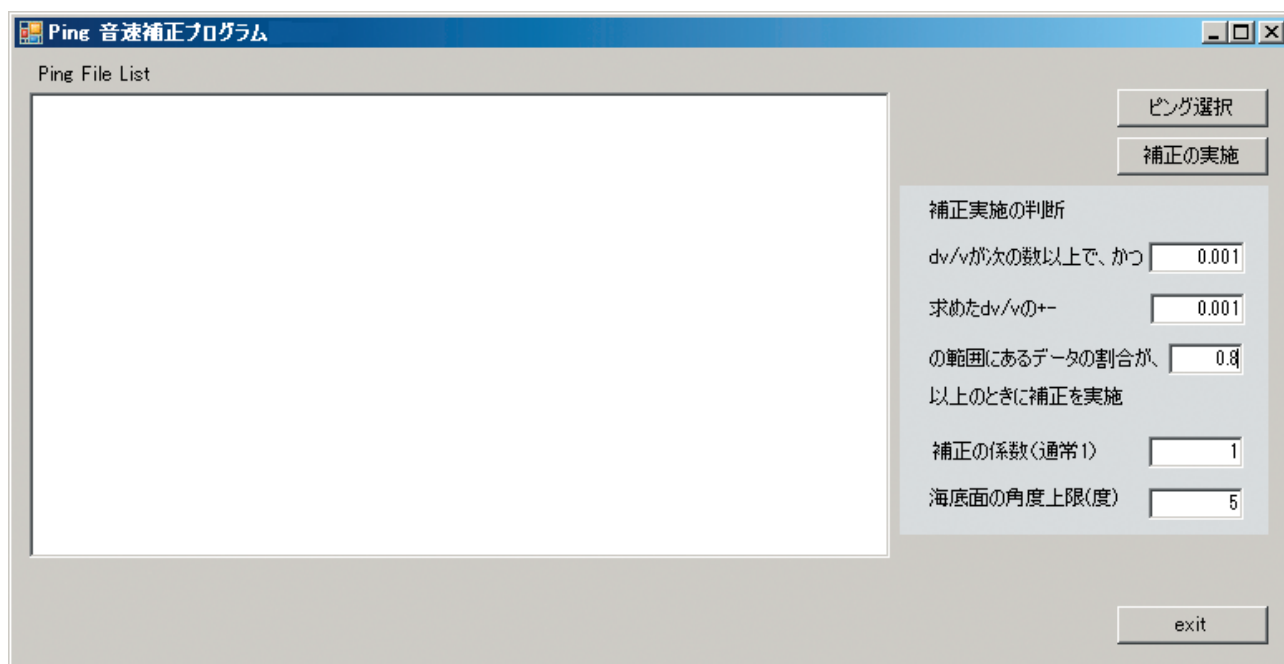 Ping 音速補正プログラム
Ping File List
ピング選択
補正の実施
補正実施の判断
dv/vが次の数以上で、かつ 0.001
求めたdv/vの+- 0.001
の範囲にあるデータの割合が、 0.8
以上のときに補正を実施
補正の係数(通常1) 1
海底面の角度上限(度) 5
exit